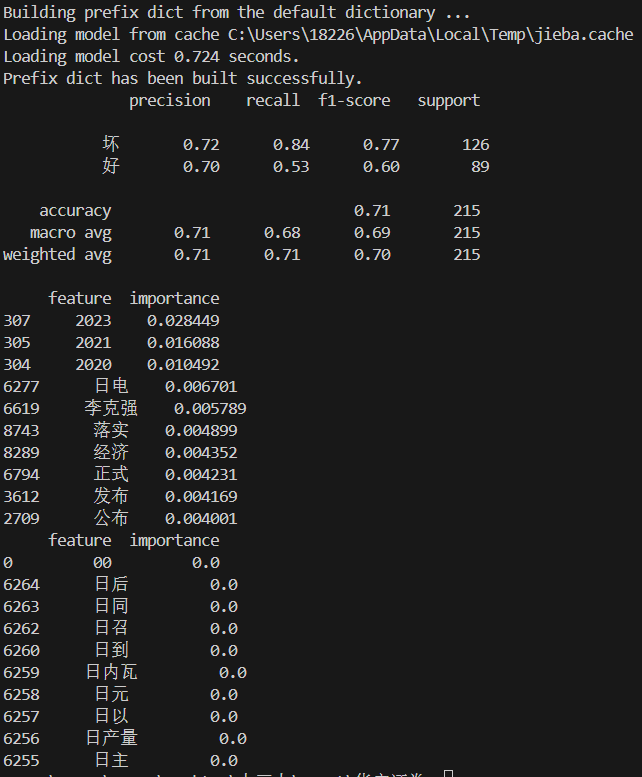 Building prefix dict from the default dictionary ...
Loading model from cache C:\Users\18226\AppData\Local\Temp\jieba.cache
Loading model cost 0.724 seconds.
Prefix dict has been built successfully.
precision recall f1-score support
坏 0.72 0.84 0.77 126
好 0.70 0.53 0.60 89
accuracy 0.71 215
macro avg 0.71 0.68 0.69 215
weighted avg 0.71 0.71 0.70 215
feature importance
307 2023 0.028449
305 2021 0.016088
304 2020 0.010492
6277 日电 0.006701
6619 李克强 0.005789
8743 落实 0.004899
8289 经济 0.004352
6794 正式 0.004231
3612 发布 0.004169
2709 公布 0.004001
feature importance
0 00 0.0
6264 日后 0.0
6263 日同 0.0
6262 日召 0.0
6260 日到 0.0
6259 日内瓦 0.0
6258 日元 0.0
6257 日以 0.0
6256 日产量 0.0
6255 日主 0.0